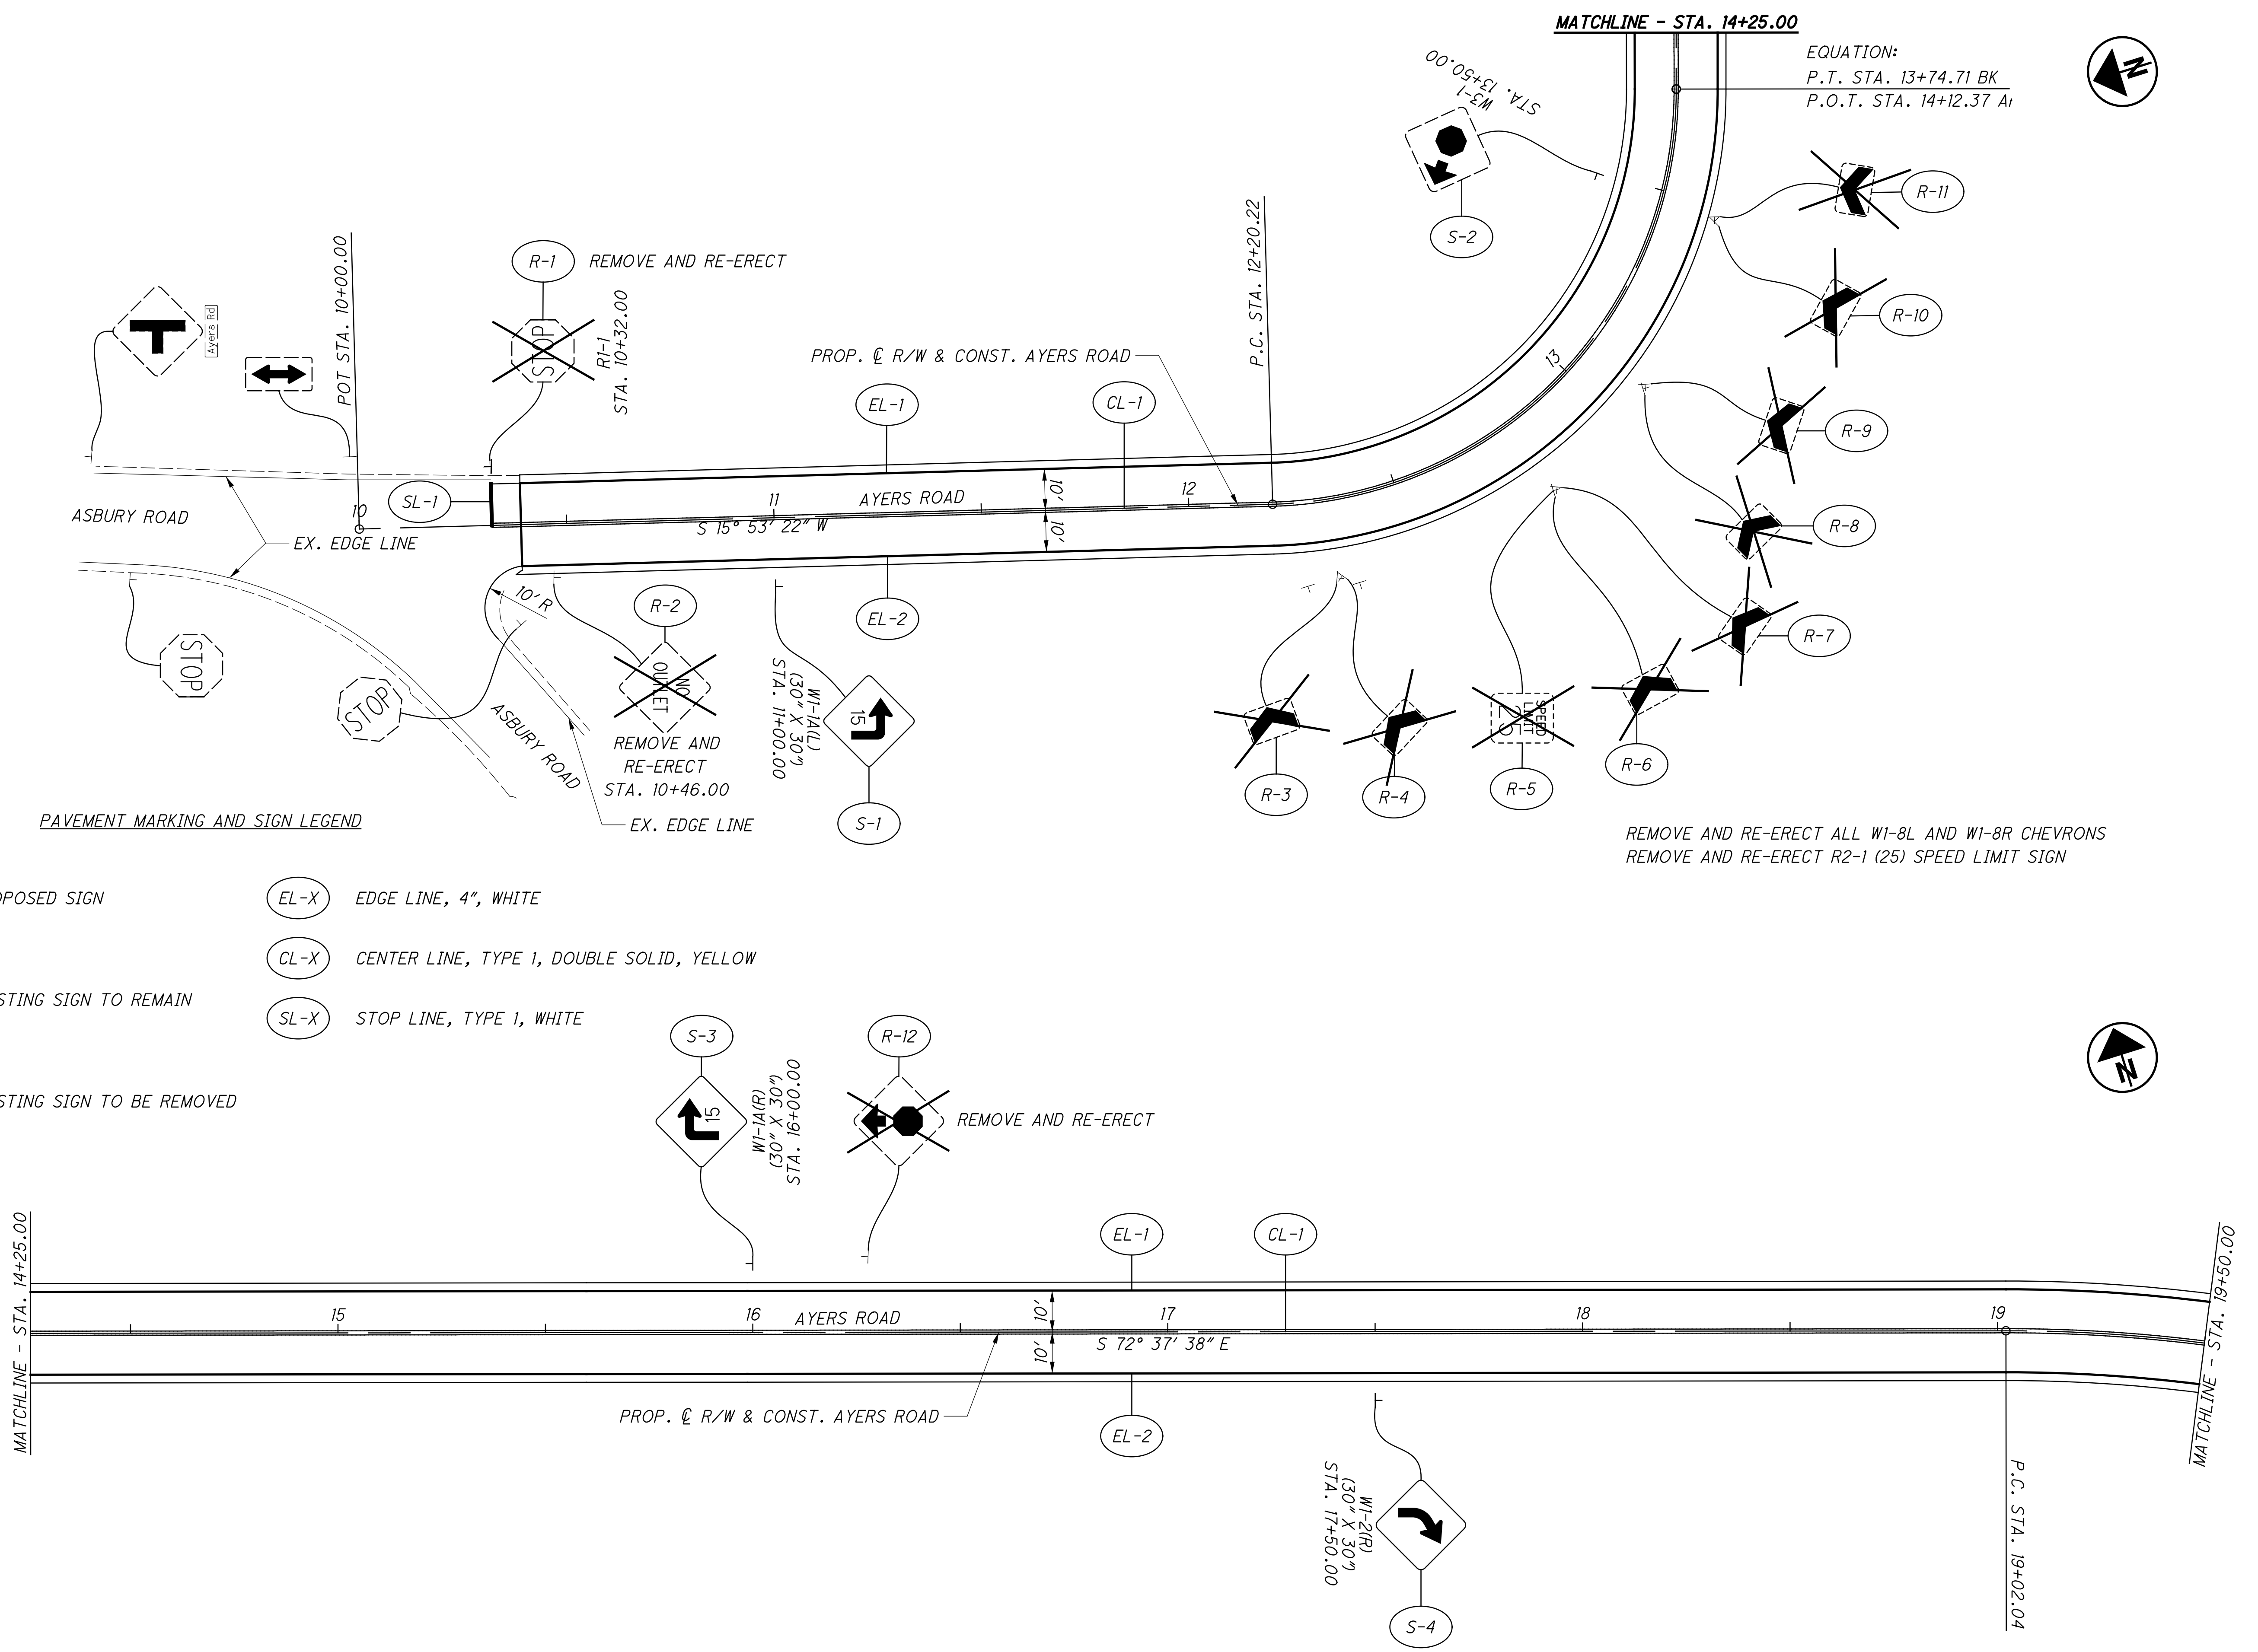 MATCHLINE - STA. 14+25.00
EQUATION:
P.T. STA. 13+74.71 BK
P.O.T. STA. 14+12.37
N
W3-1
STA. 13+50.00
S-2
R-11
R-10
R-9
R-8
R-7
R-6
R-5
R-4
R-3
SPEED
LIMIT
25
POT STA. 10+00.00
Ayers Rd
R-1
REMOVE AND RE-ERECT
STOP
R1-1
STA. 10+32.00
P.C. STA. 12+20.22
PROP. ℄ R/W & CONST. AYERS ROAD
EL-1
CL-1
13
SL-1
10
11
AYERS ROAD
12
10'
10'
S 15° 53' 22" W
ASBURY ROAD
EX. EDGE LINE
EL-2
10' R
R-2
NO
OUTLET
REMOVE AND
RE-ERECT
STA. 10+46.00
W1-1A(L)
(30" X 30")
STA. 11+00.00
15
S-1
STOP
STOP
ASBURY ROAD
EX. EDGE LINE
REMOVE AND RE-ERECT ALL W1-8L AND W1-8R CHEVRONS
REMOVE AND RE-ERECT R2-1 (25) SPEED LIMIT SIGN
PAVEMENT MARKING AND SIGN LEGEND
OPOSED SIGN
EL-X EDGE LINE, 4", WHITE
CL-X CENTER LINE, TYPE 1, DOUBLE SOLID, YELLOW
STING SIGN TO REMAIN
SL-X STOP LINE, TYPE 1, WHITE
STING SIGN TO BE REMOVED
S-3
15
W1-1A(R)
(30" X 30")
STA. 16+00.00
R-12
REMOVE AND RE-ERECT
N
MATCHLINE - STA. 14+25.00
EL-1
CL-1
15
16
AYERS ROAD
10'
17
18
19
10'
S 72° 37' 38" E
PROP. ℄ R/W & CONST. AYERS ROAD
EL-2
W1-2(R)
(30" X 30")
STA. 17+50.00
S-4
P.C. STA. 19+02.04
MATCHLINE - STA. 19+50.00